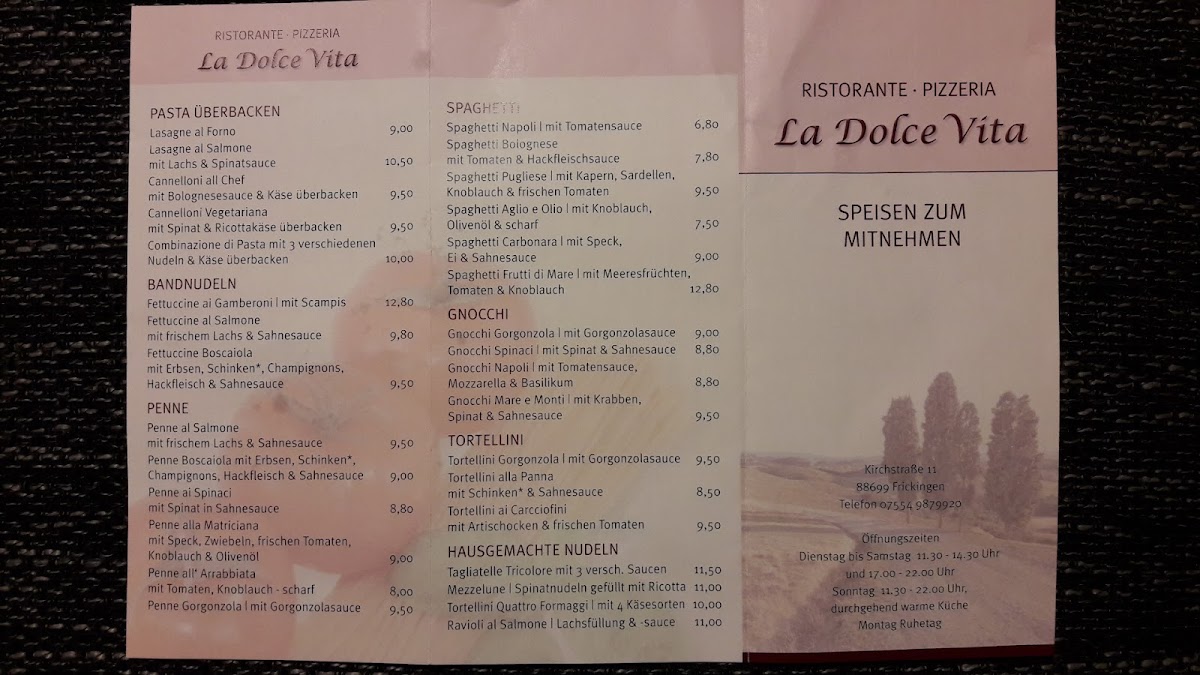 RISTORANTE · PIZZERIA
La Dolce Vita
PASTA ÜBERBACKEN
Lasagne al Forno 9,00
Lasagne al Salmone
mit Lachs & Spinatsauce 10,50
Cannelloni all Chef
mit Bolognesesauce & Käse überbacken 9,50
Cannelloni Vegetariana
mit Spinat & Ricottakäse überbacken 9,50
Combinazione di Pasta mit 3 verschiedenen
Nudeln & Käse überbacken 10,00
BANDNUDELN
Fettuccine ai Gamberoni | mit Scampis 12,80
Fettuccine al Salmone
mit frischem Lachs & Sahnesauce 9,80
Fettuccine Boscaiola
mit Erbsen, Schinken*, Champignons,
Hackfleisch & Sahnesauce 9,50
PENNE
Penne al Salmone
mit frischem Lachs & Sahnesauce 9,50
Penne Boscaiola mit Erbsen, Schinken*,
Champignons, Hackfleisch & Sahnesauce 9,00
Penne ai Spinaci
mit Spinat in Sahnesauce 8,80
Penne alla Matriciana
mit Speck, Zwiebeln, frischen Tomaten,
Knoblauch & Olivenöl 9,00
Penne all' Arrabbiata
mit Tomaten, Knoblauch - scharf 8,00
Penne Gorgonzola | mit Gorgonzolasauce 9,50
SPAGHETTI
Spaghetti Napoli | mit Tomatensauce 6,80
Spaghetti Bolognese
mit Tomaten & Hackfleischsauce 7,80
Spaghetti Pugliese | mit Kapern, Sardellen,
Knoblauch & frischen Tomaten 9,50
Spaghetti Aglio e Olio | mit Knoblauch,
Olivenöl & scharf 7,50
Spaghetti Carbonara | mit Speck,
Ei & Sahnesauce 9,00
Spaghetti Frutti di Mare | mit Meeresfrüchten,
Tomaten & Knoblauch 12,80
GNOCCHI
Gnocchi Gorgonzola | mit Gorgonzolasauce 9,00
Gnocchi Spinaci | mit Spinat & Sahnesauce 8,80
Gnocchi Napoli | mit Tomatensauce,
Mozzarella & Basilikum 8,80
Gnocchi Mare e Monti | mit Krabben,
Spinat & Sahnesauce 9,50
TORTELLINI
Tortellini Gorgonzola | mit Gorgonzolasauce 9,50
Tortellini alla Panna
mit Schinken* & Sahnesauce 8,50
Tortellini ai Carcciofini
mit Artischocken & frischen Tomaten 9,50
HAUSGEMACHTE NUDELN
Tagliatelle Tricolore mit 3 versch. Saucen 11,50
Mezzelune | Spinatnudeln gefüllt mit Ricotta 11,00
Tortellini Quattro Formaggi | mit 4 Käsesorten 10,00
Ravioli al Salmone | Lachsfüllung & -sauce 11,00
RISTORANTE · PIZZERIA
La Dolce Vita
SPEISEN ZUM
MITNEHMEN
Kirchstraße 11
88699 Frickingen
Telefon 07554 9879920
Öffnungszeiten
Dienstag bis Samstag 11.30 - 14.30 Uhr
und 17.00 - 22.00 Uhr
Sonntag 11.30 - 22.00 Uhr,
durchgehend warme Küche
Montag Ruhetag